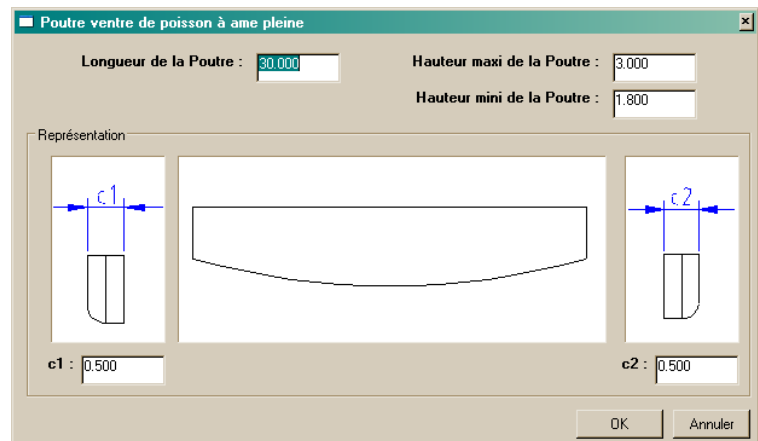 Poutre ventre de poisson à ame pleine
Longueur de la Poutre : 30.000
Hauteur maxi de la Poutre : 3.000
Hauteur mini de la Poutre : 1.800
Représentation
c1
c2
c1 : 0.500
c2 : 0.500
OK
Annuler